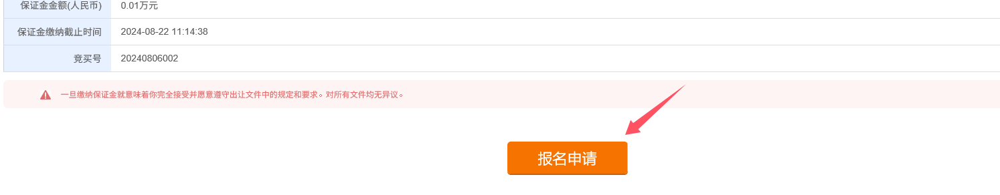 保证金金额(人民币) 0.01万元
保证金缴纳截止时间 2024-08-22 11:14:38
竞买号 20240806002
一旦缴纳保证金就意味着你完全接受并愿意遵守出让文件中的规定和要求。对所有文件均无异议。
报名申请